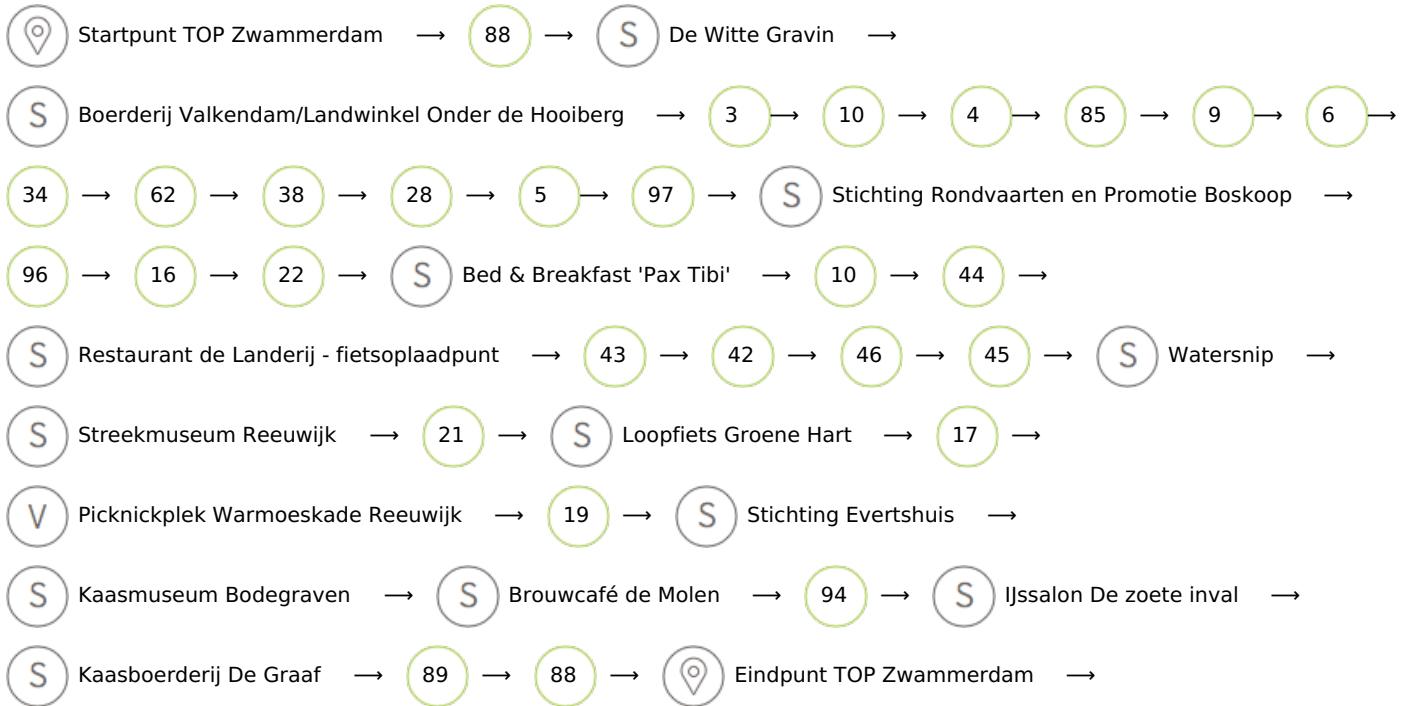 Startpunt TOP Zwammerdam → 88 → S De Witte Gravin →
S Boerderij Valkendam/Landwinkel Onder de Hooiberg → 3 → 10 → 4 → 85 → 9 → 6 →
34 → 62 → 38 → 28 → 5 → 97 → S Stichting Rondvaarten en Promotie Boskoop →
96 → 16 → 22 → S Bed & Breakfast 'Pax Tibi' → 10 → 44 →
S Restaurant de Landerij - fietsoplaadpunt → 43 → 42 → 46 → 45 → S Watersnip →
S Streekmuseum Reeuwijk → 21 → S Loopfiets Groene Hart → 17 →
V Picknickplek Warmoeskade Reeuwijk → 19 → S Stichting Evertshuis →
S Kaasmuseum Bodegraven → S Brouwcafé de Molen → 94 → S IJssalon De zoete inval →
S Kaasboerderij De Graaf → 89 → 88 → Eindpunt TOP Zwammerdam →